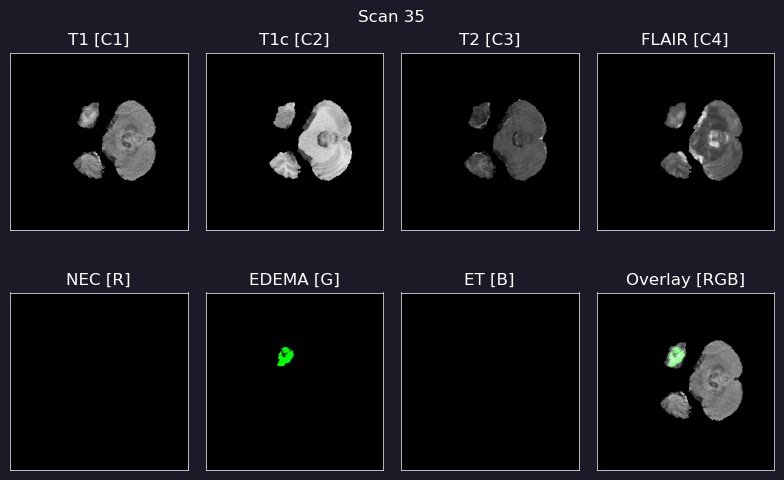 Scan 35
T1 [C1]
T1c [C2]
T2 [C3]
FLAIR [C4]
NEC [R]
EDEMA [G]
ET [B]
Overlay [RGB]